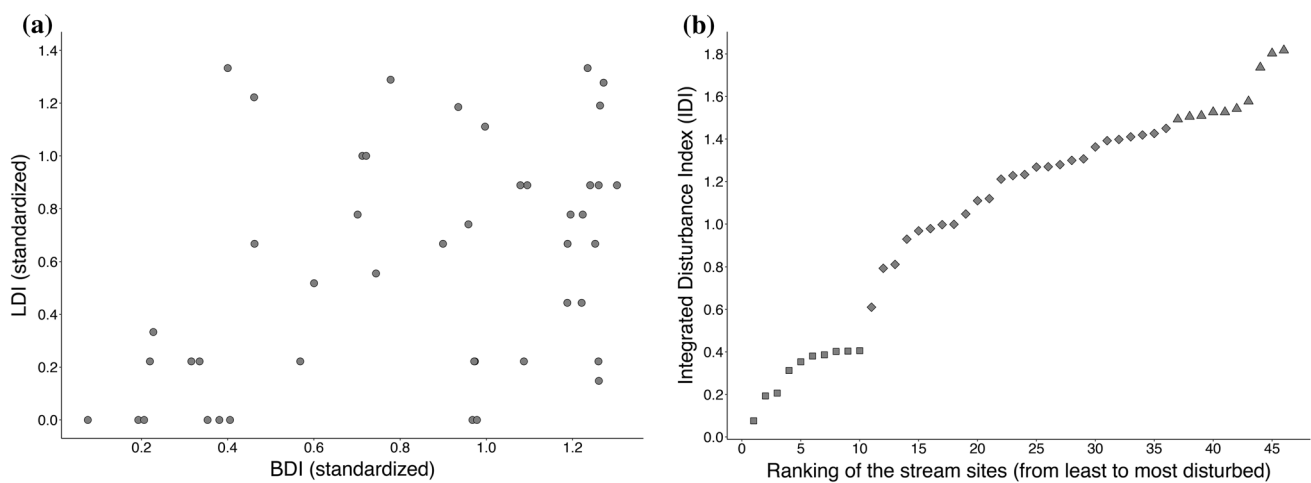 (a)
LDI (standardized)
1.4
1.2
1.0
0.8
0.6
0.4
0.2
0.0
0.2 0.4 0.6 0.8 1.0 1.2
BDI (standardized)
(b)
Integrated Disturbance Index (IDI)
1.8
1.6
1.4
1.2
1.0
0.8
0.6
0.4
0.2
0.0
0 5 10 15 20 25 30 35 40 45
Ranking of the stream sites (from least to most disturbed)